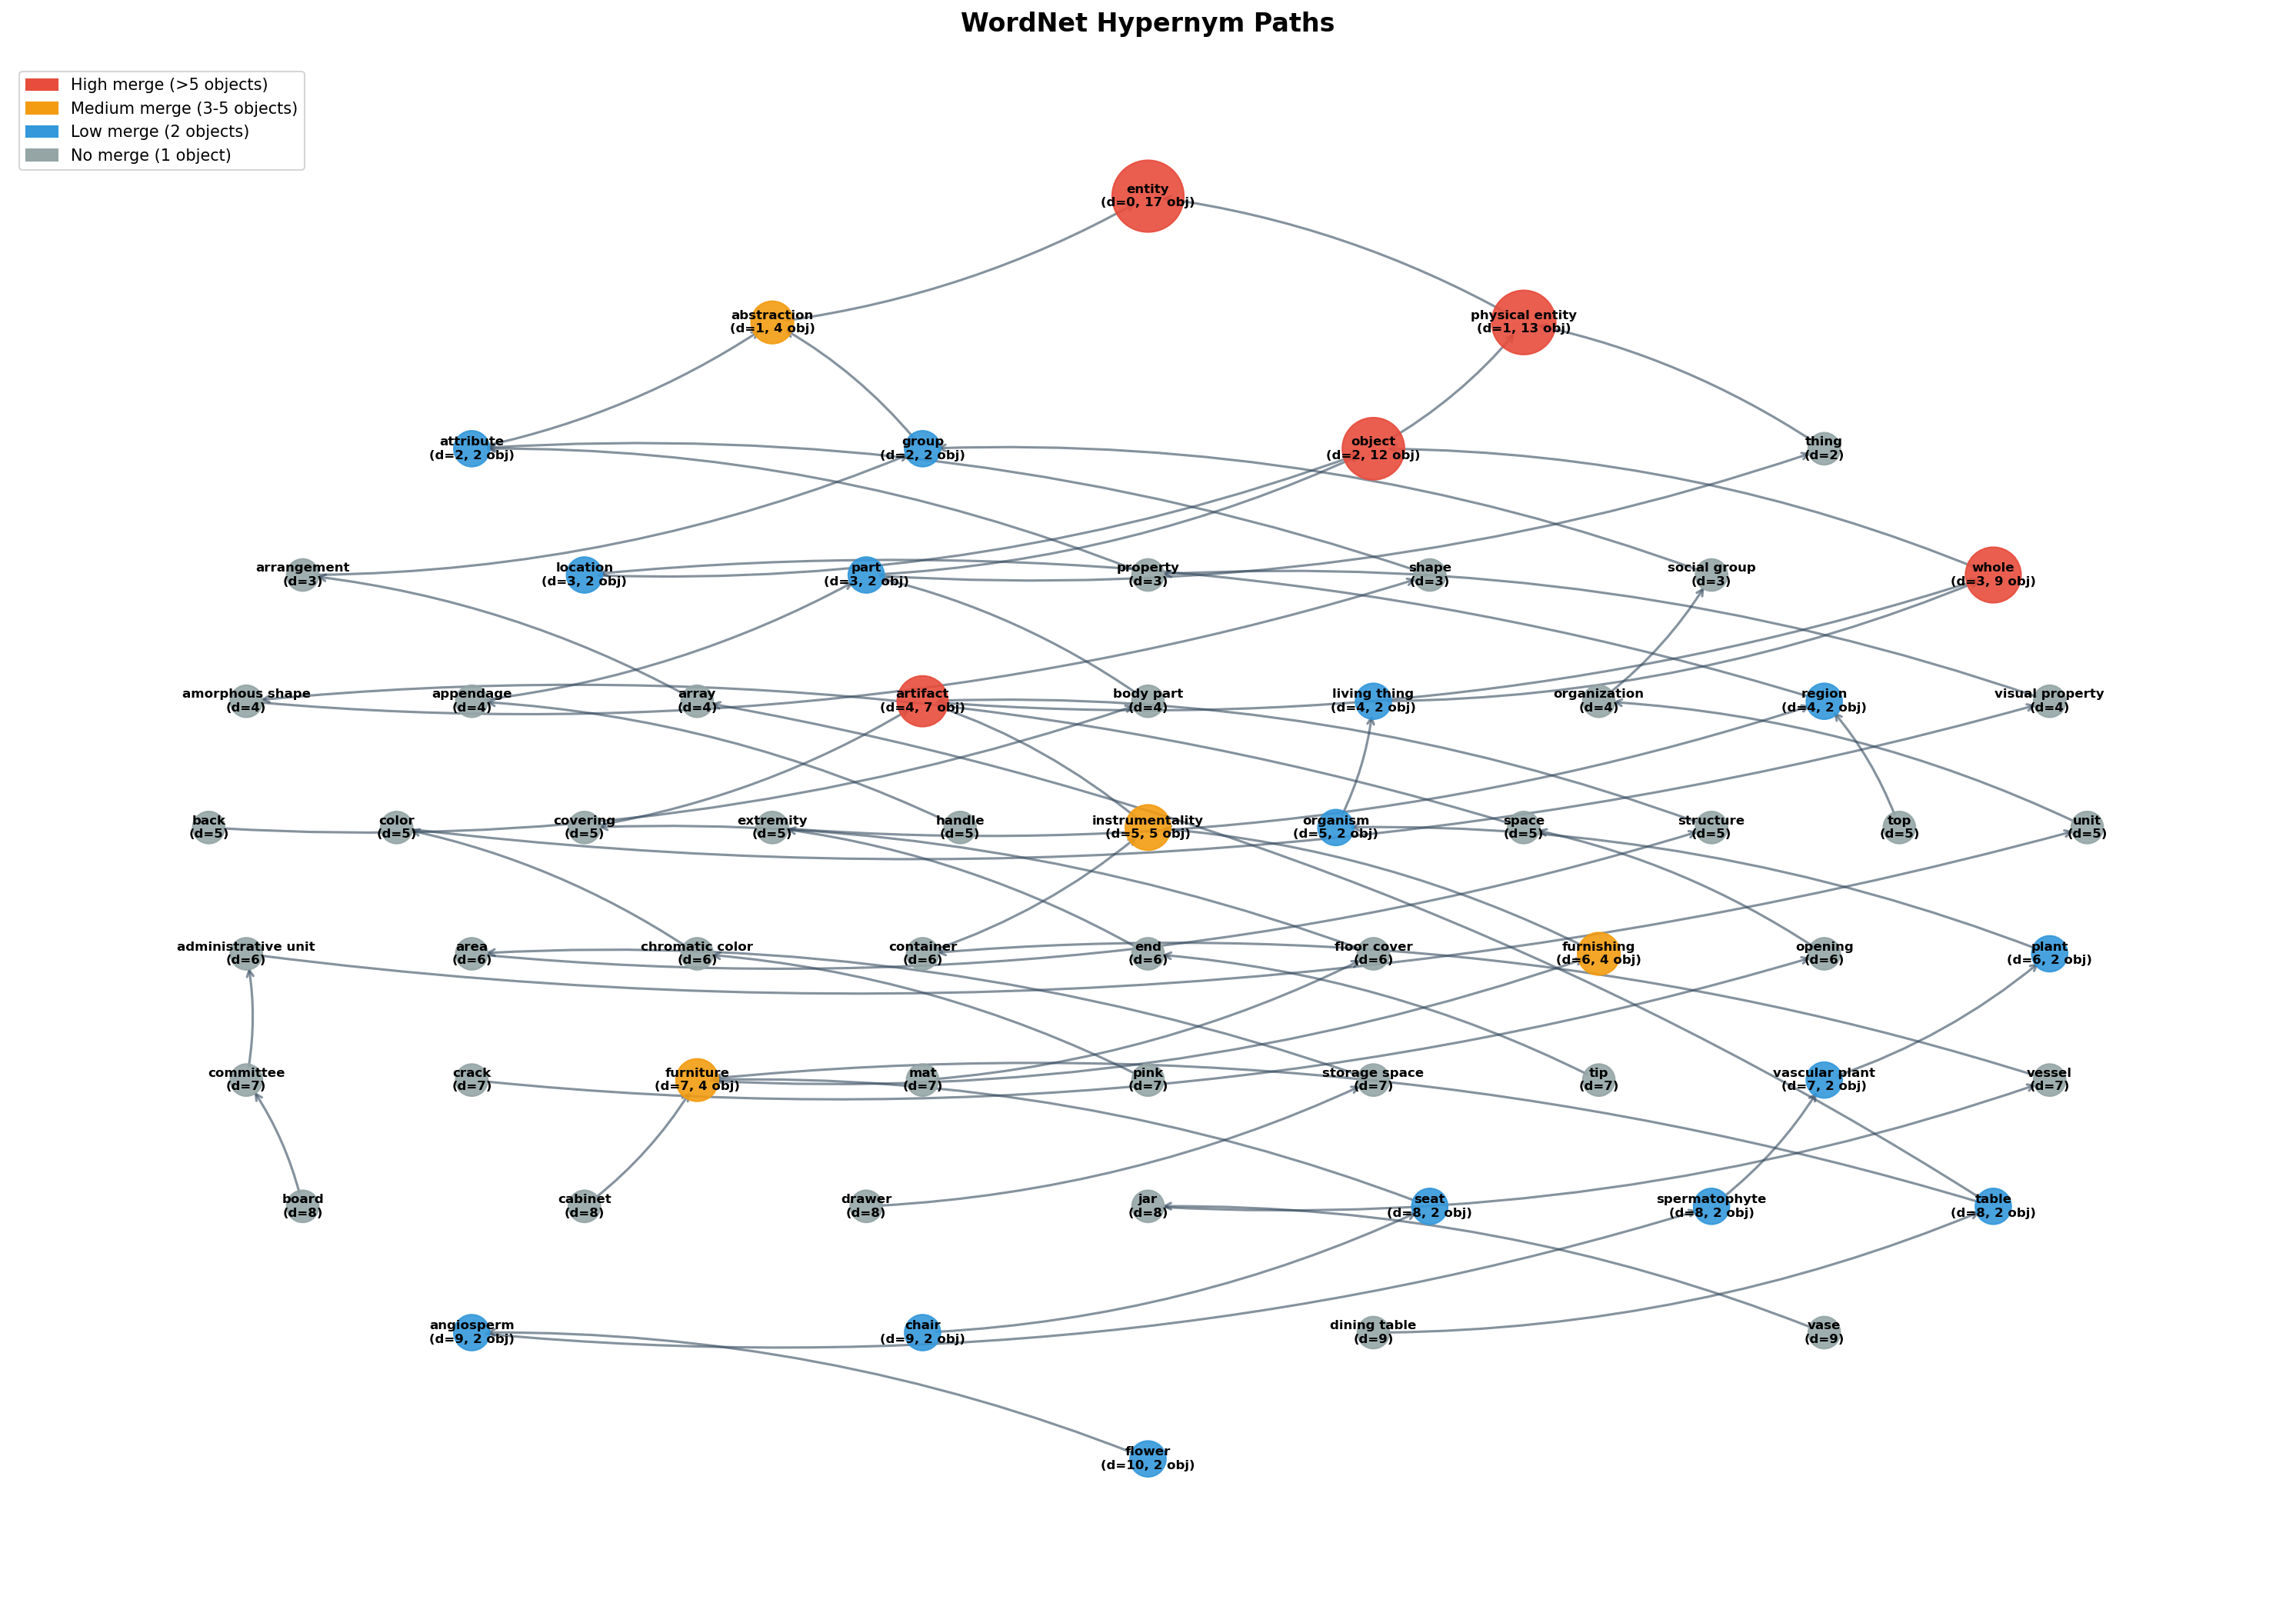 WordNet Hypernym Paths
High merge (>5 objects)
Medium merge (3-5 objects)
Low merge (2 objects)
No merge (1 object)
entity
(d=0, 17 obj)
abstraction
(d=1, 4 obj)
physical entity
(d=1, 13 obj)
attribute
(d=2, 2 obj)
group
(d=2, 2 obj)
object
(d=2, 12 obj)
thing
(d=2)
arrangement
(d=3)
location
(d=3, 2 obj)
part
(d=3, 2 obj)
property
(d=3)
shape
(d=3)
social group
(d=3)
whole
(d=3, 9 obj)
amorphous shape
(d=4)
appendage
(d=4)
array
(d=4)
artifact
(d=4, 7 obj)
body part
(d=4)
living thing
(d=4, 2 obj)
organization
(d=4)
region
(d=4, 2 obj)
visual property
(d=4)
back
(d=5)
color
(d=5)
covering
(d=5)
extremity
(d=5)
handle
(d=5)
instrumentality
(d=5, 5 obj)
organism
(d=5, 2 obj)
space
(d=5)
structure
(d=5)
top
(d=5)
unit
(d=5)
administrative unit
(d=6)
area
(d=6)
chromatic color
(d=6)
container
(d=6)
end
(d=6)
floor cover
(d=6)
furnishing
(d=6, 4 obj)
opening
(d=6)
plant
(d=6, 2 obj)
committee
(d=7)
crack
(d=7)
furniture
(d=7, 4 obj)
mat
(d=7)
pink
(d=7)
storage space
(d=7)
tip
(d=7)
vascular plant
(d=7, 2 obj)
vessel
(d=7)
board
(d=8)
cabinet
(d=8)
drawer
(d=8)
jar
(d=8)
seat
(d=8, 2 obj)
spermatophyte
(d=8, 2 obj)
table
(d=8, 2 obj)
angiosperm
(d=9, 2 obj)
chair
(d=9, 2 obj)
dining table
(d=9)
vase
(d=9)
flower
(d=10, 2 obj)